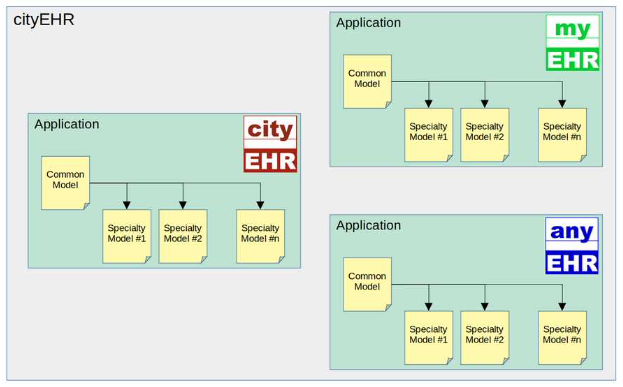 cityEHR
Application
city
EHR
Common
Model
Specialty
Model #1
Specialty
Model #2
Specialty
Model #n
Application
my
EHR
Common
Model
Specialty
Model #1
Specialty
Model #2
Specialty
Model #n
Application
any
EHR
Common
Model
Specialty
Model #1
Specialty
Model #2
Specialty
Model #n